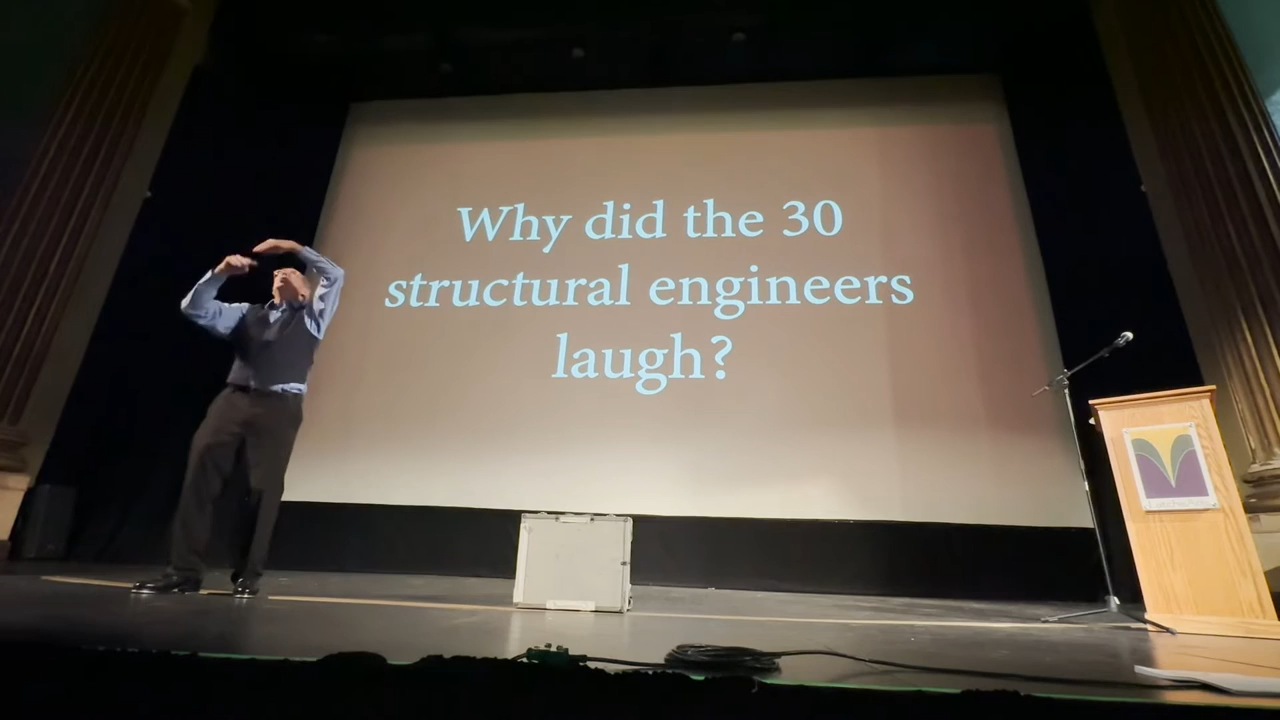 Why did the 30
structural engineers
laugh?